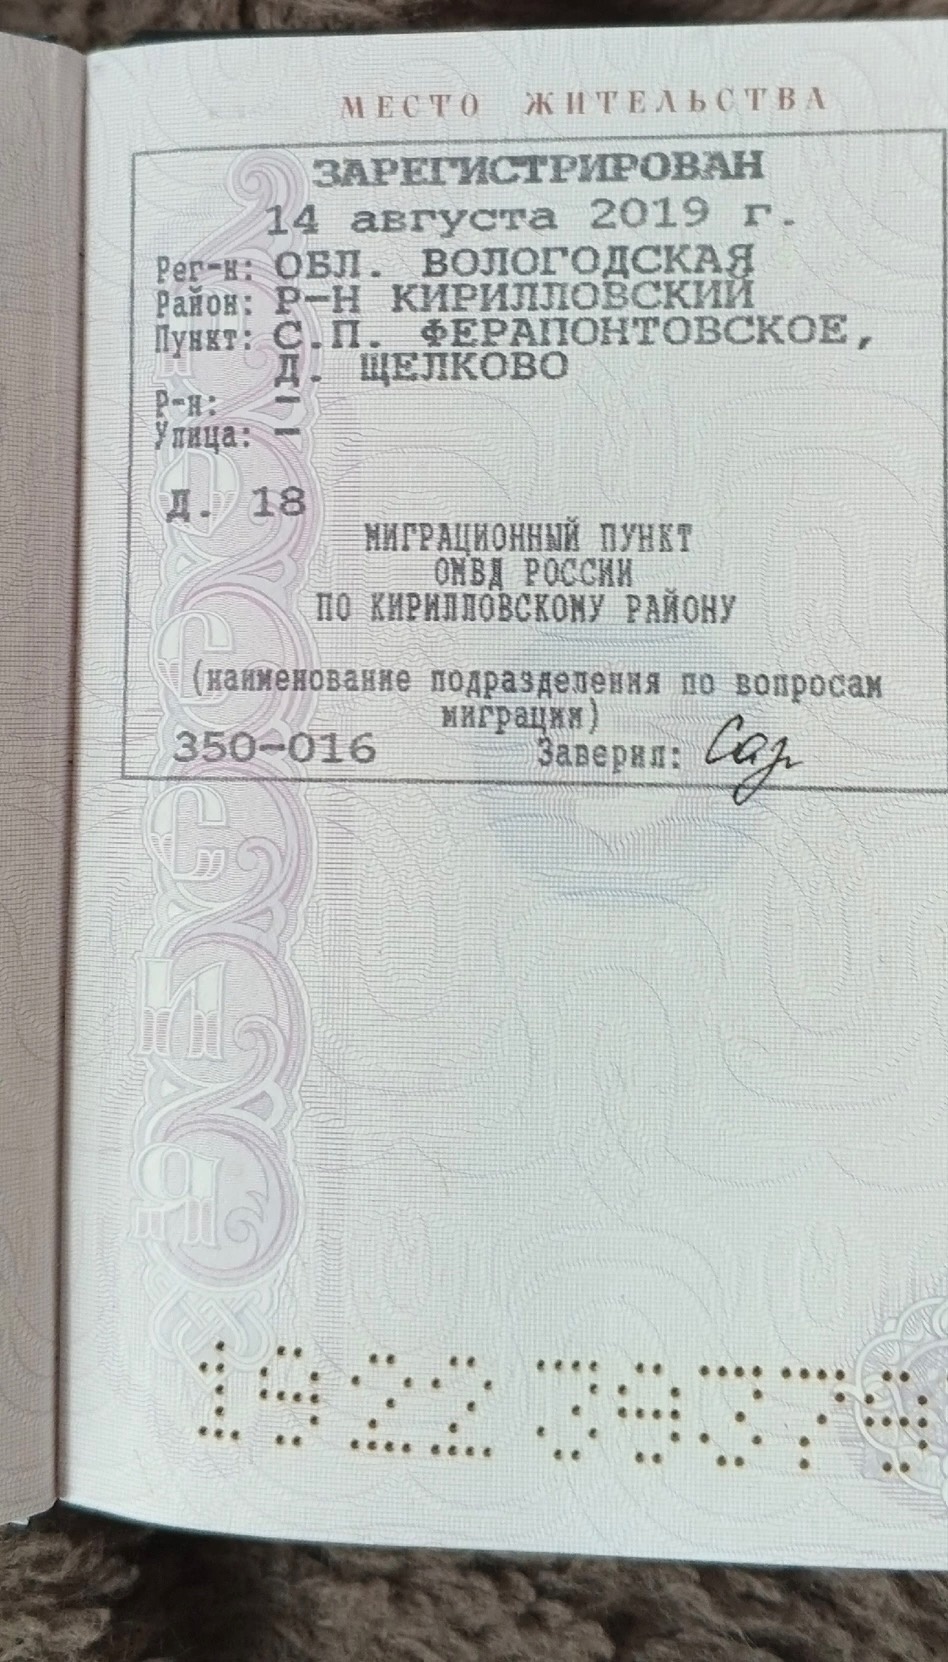 МЕСТО ЖИТЕЛЬСТВА
ЗАРЕГИСТРИРОВАН
14 августа 2019 г.
Рег-н: ОБЛ. ВОЛОГОДСКАЯ
Район: Р-Н КИРИЛЛОВСКИЙ
Пункт: С.П. ФЕРАПОНТОВСКОЕ,
Д. ЩЕЛКОВО
Р-н: –
Улица: –
Д. 18
МИГРАЦИОННЫЙ ПУНКТ
ОМВД РОССИИ
ПО КИРИЛЛОВСКОМУ РАЙОНУ
(наименование подразделения по вопросам
миграции)
350-016 Заверил: